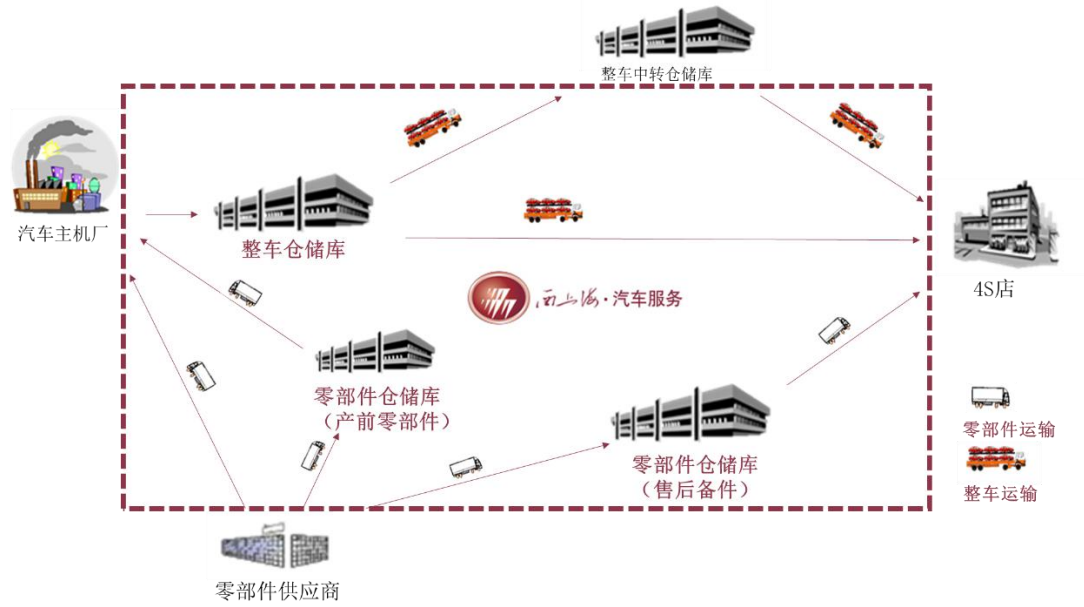 整车中转仓储库
汽车主机厂
整车仓储库
4S店
西上海·汽车服务
零部件仓储库
（产前零部件）
零部件仓储库
（售后备件）
零部件运输
整车运输
零部件供应商